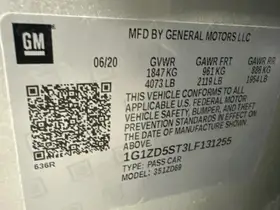 GM
MFD BY GENERAL MOTORS LLC
06/20 GVWR GAWR FRT GAWR RR
1847 KG 961 KG 886 KG
4073 LB 2119 LB 1954 LB
THIS VEHICLE CONFORMS TO ALL
APPLICABLE U.S. FEDERAL MOTOR
VEHICLE SAFETY, BUMPER, AND THEFT
PREVENTION STANDARDS IN EFFECT ON
THE DATE OF MANUFACTURE SHOWN ABOVE.
1G1ZD5ST3LF131255
TYPE: PASS CAR
636R MODEL: 351ZD69